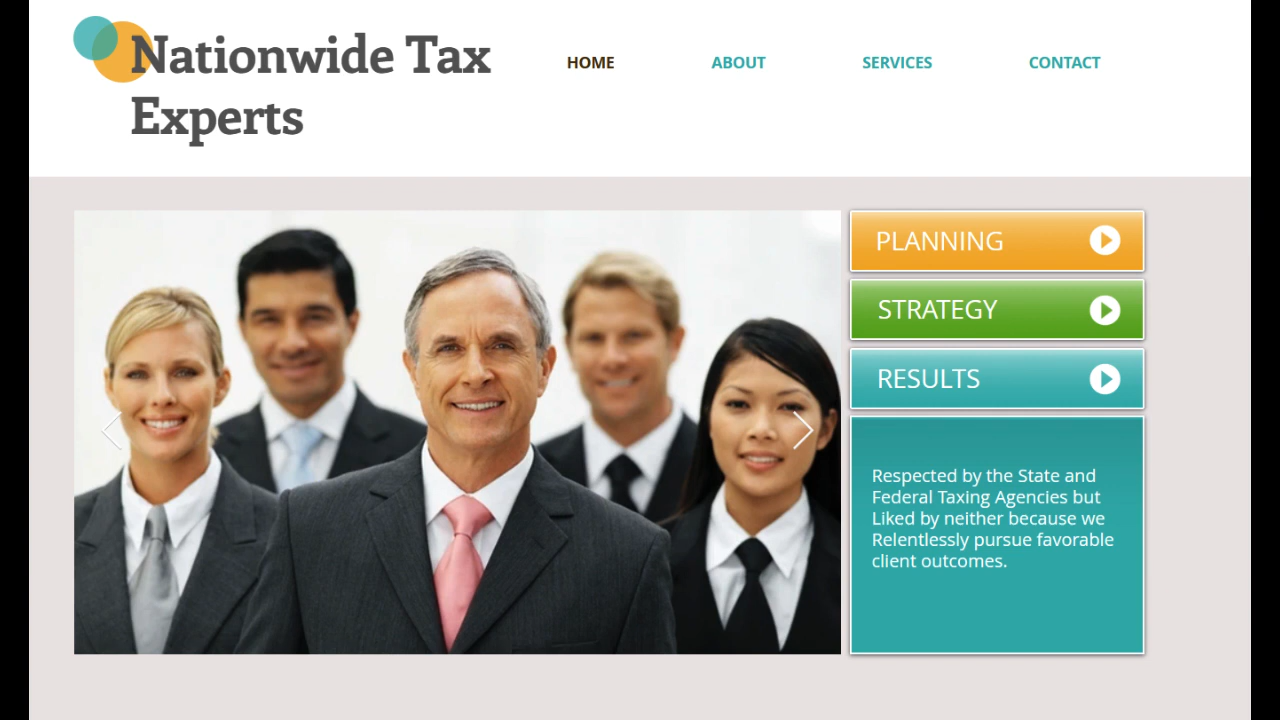 Nationwide Tax
Experts
HOME
ABOUT
SERVICES
CONTACT
PLANNING
STRATEGY
RESULTS
Respected by the State and
Federal Taxing Agencies but
Liked by neither because we
Relentlessly pursue favorable
client outcomes.